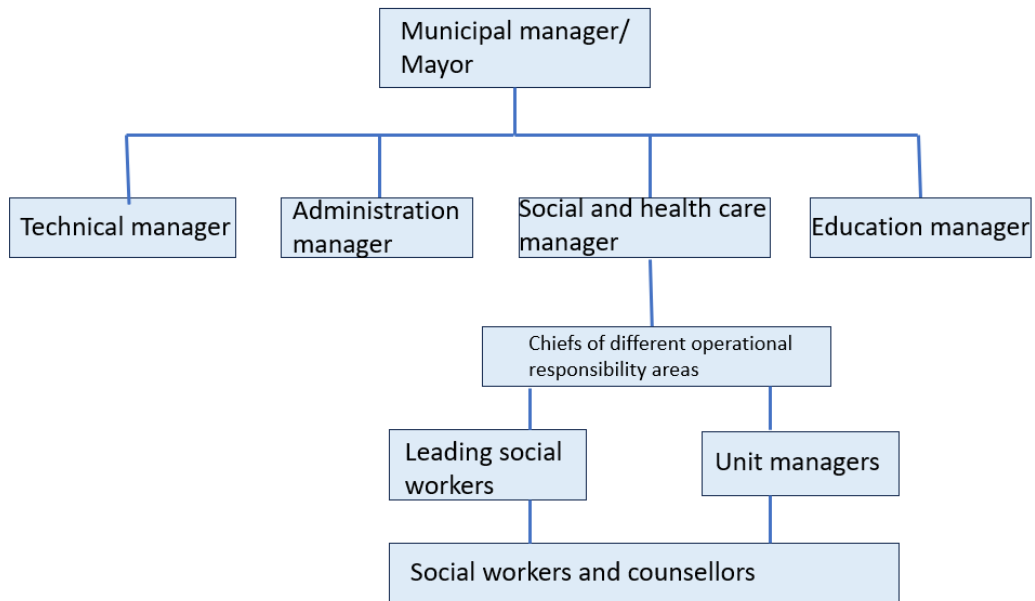 Municipal manager/
Mayor
Technical manager
Administration
manager
Social and health care
manager
Education manager
Chiefs of different operational
responsibility areas
Leading social
workers
Unit managers
Social workers and counsellors